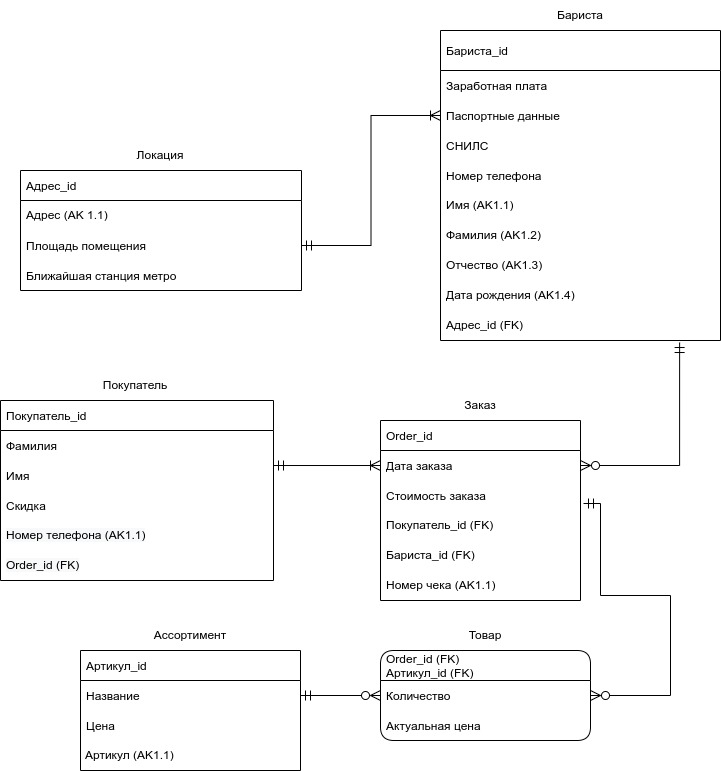 Бариста
Бариста_id
Заработная плата
Паспортные данные
СНИЛС
Номер телефона
Имя (АК1.1)
Фамилия (АК1.2)
Отчество (АК1.3)
Дата рождения (АК1.4)
Адрес_id (FK)
Локация
Адрес_id
Адрес (АК 1.1)
Площадь помещения
Ближайшая станция метро
Покупатель
Покупатель_id
Фамилия
Имя
Скидка
Номер телефона (АК1.1)
Order_id (FK)
Заказ
Order_id
Дата заказа
Стоимость заказа
Покупатель_id (FK)
Бариста_id (FK)
Номер чека (АК1.1)
Ассортимент
Артикул_id
Название
Цена
Артикул (АК1.1)
Товар
Order_id (FK)
Артикул_id (FK)
Количество
Актуальная цена